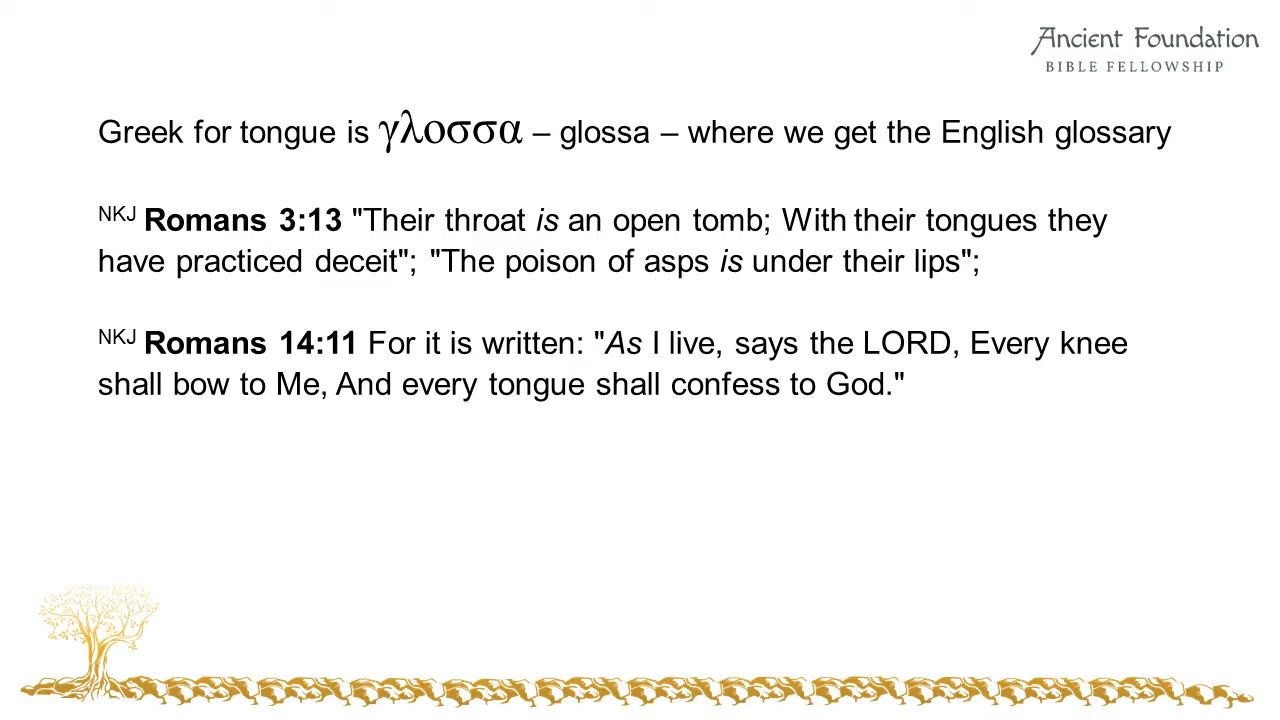 Ancient Foundation
BIBLE FELLOWSHIP
Greek for tongue is γλοσσα – glossa – where we get the English glossary
NKJ Romans 3:13 "Their throat is an open tomb; With their tongues they
have practiced deceit"; "The poison of asps is under their lips";
NKJ Romans 14:11 For it is written: "As I live, says the LORD, Every knee
shall bow to Me, And every tongue shall confess to God."